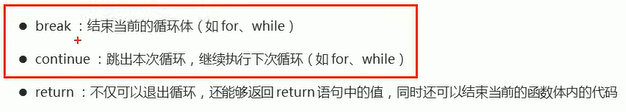 ● break ：结束当前的循环体（如 for、while）
● continue ：跳出本次循环，继续执行下次循环（如 for、while）
● return ：不仅可以退出循环，还能够返回 return 语句中的值，同时还可以结束当前的函数体内的代码